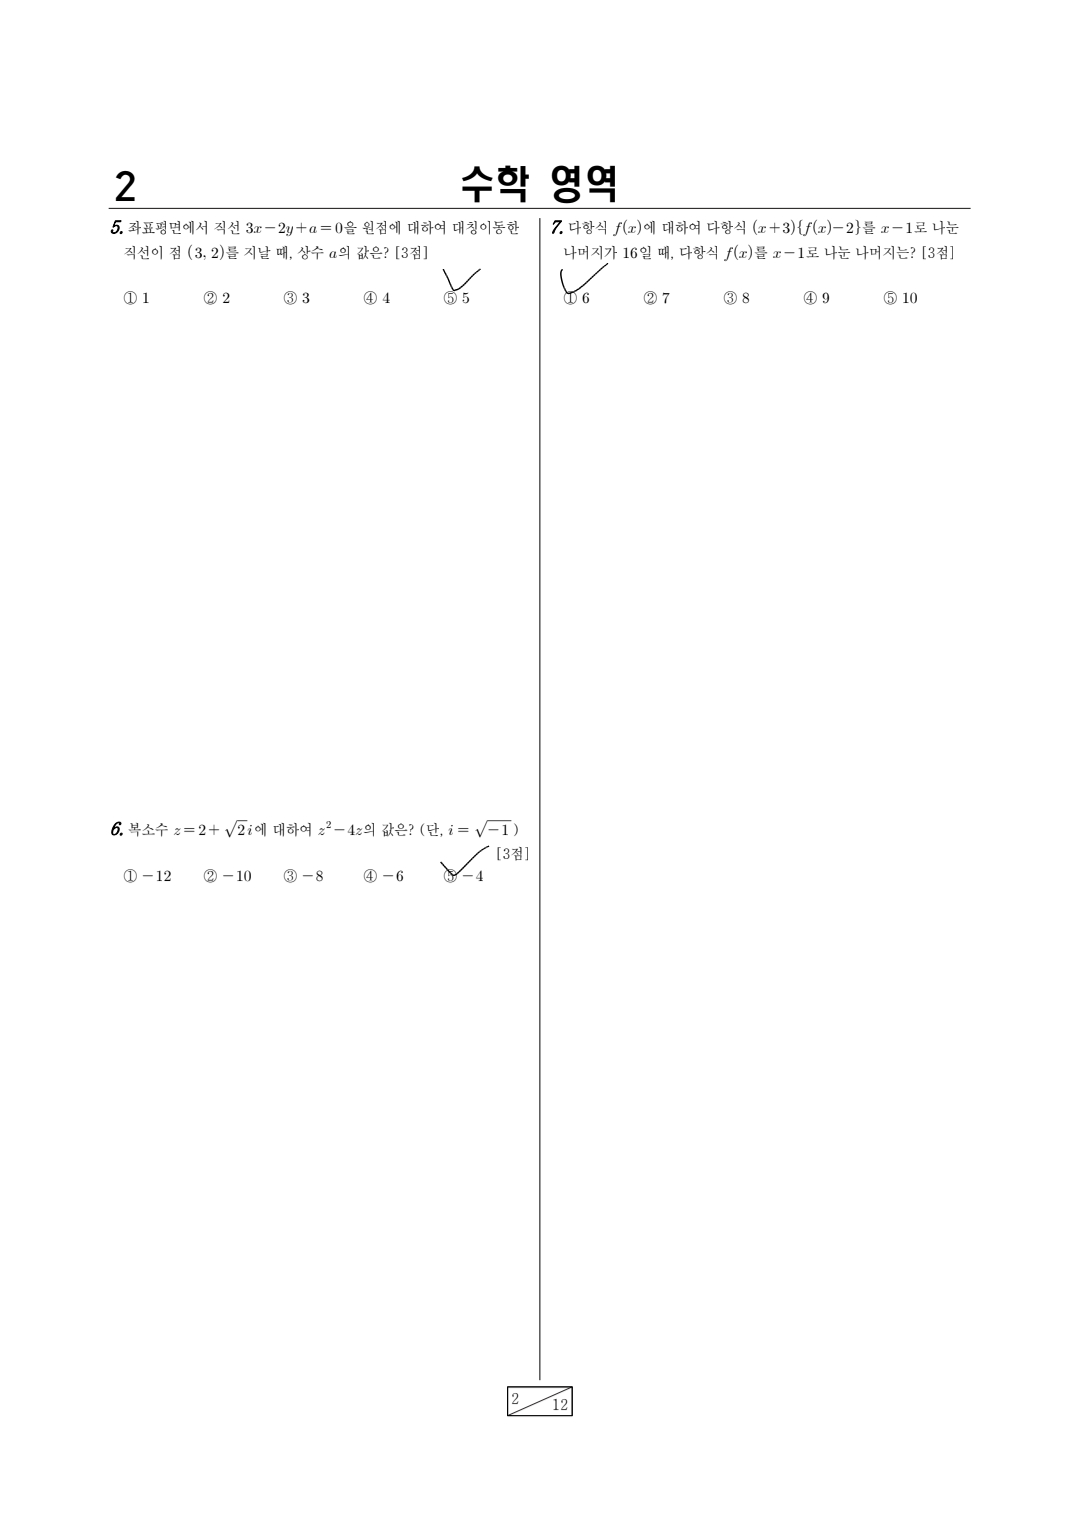 2
수학 영역
5. 좌표평면에서 직선 3x-2y+a=0을 원점에 대하여 대칭이동한
직선이 점 (3, 2)를 지날 때, 상수 a의 값은? [3점]
① 1 ② 2 ③ 3 ④ 4 ⑤ 5
6. 복소수 z=2+√2i에 대하여 z²-4z의 값은? (단, i=√-1)
[3점]
① -12 ② -10 ③ -8 ④ -6 ⑤ -4
7. 다항식 f(x)에 대하여 다항식 (x+3){f(x)-2}를 x-1로 나눈
나머지가 16일 때, 다항식 f(x)를 x-1로 나눈 나머지는? [3점]
① 6 ② 7 ③ 8 ④ 9 ⑤ 10
2
12